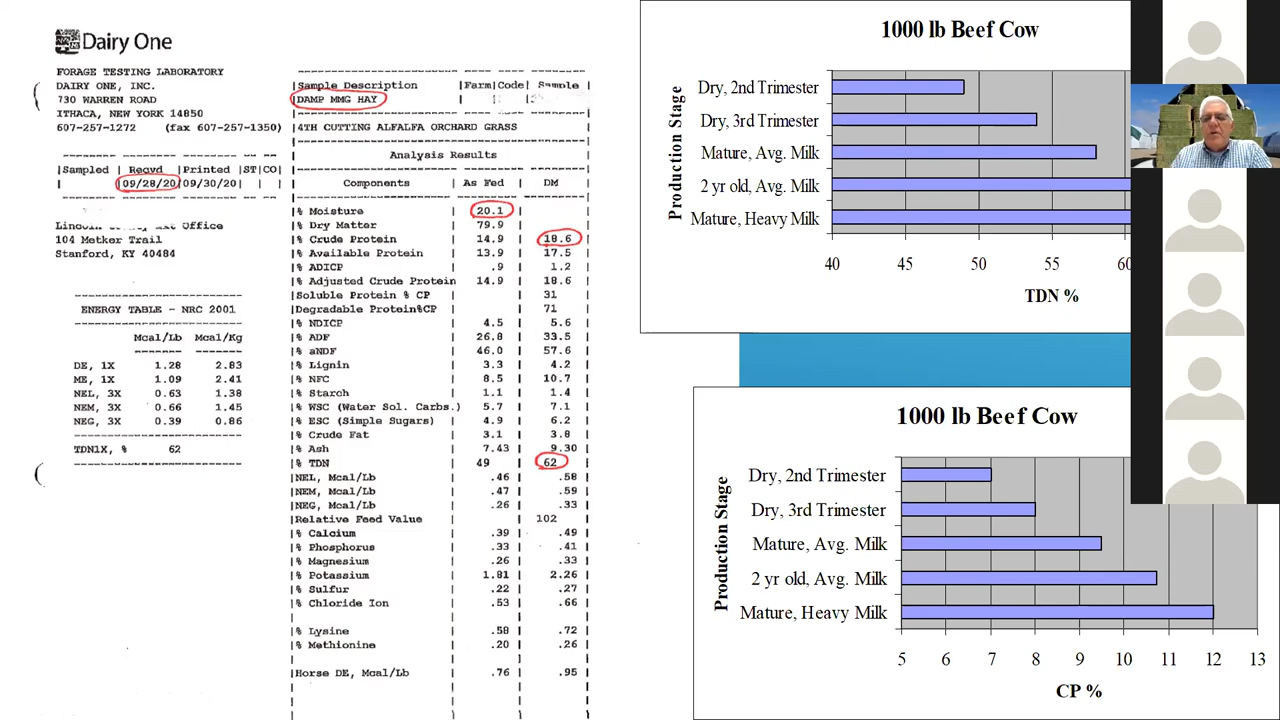 Dairy One
FORAGE TESTING LABORATORY
DAIRY ONE, INC.
730 WARREN ROAD
ITHACA, NEW YORK 14850
607-257-1272 (fax 607-257-1350)
Sampled Recvd Printed ST CO
09/28/20 09/30/20
Office
104 Metker Trail
Stanford, KY 40484
ENERGY TABLE - NRC 2001
Mcal/Lb Mcal/Kg
DE, 1X 1.28 2.83
ME, 1X 1.09 2.41
NEL, 3X 0.63 1.38
NEM, 3X 0.66 1.45
NEG, 3X 0.39 0.86
TDN1X, % 62
Sample Description Farm Code Sample
DAMP MMG HAY
4TH CUTTING ALFALFA ORCHARD GRASS
Analysis Results
Components As Fed DM
% Moisture 20.1
% Dry Matter 79.9
% Crude Protein 14.9 18.6
% Available Protein 13.9 17.5
% ADICP .9 1.2
% Adjusted Crude Protein 14.9 18.6
Soluble Protein % CP 31
Degradable Protein%CP 71
% NDICP 4.5 5.6
% ADF 26.8 33.5
% aNDF 46.0 57.6
% Lignin 3.3 4.2
% NFC 8.5 10.7
% Starch 1.1 1.4
% WSC (Water Sol. Carbs.) 5.7 7.1
% ESC (Simple Sugars) 4.9 6.2
% Crude Fat 3.1 3.8
% Ash 7.43 9.30
% TDN 49 62
NEL, Mcal/Lb .46 .58
NEM, Mcal/Lb .47 .59
NEG, Mcal/Lb .26 .33
Relative Feed Value 102
% Calcium .39 .49
% Phosphorus .33 .41
% Magnesium .26 .33
% Potassium 1.81 2.26
% Sulfur .22 .27
% Chloride Ion .53 .66
% Lysine .58 .72
% Methionine .20 .26
Horse DE, Mcal/Lb .76 .95
1000 lb Beef Cow
Production Stage
Dry, 2nd Trimester
Dry, 3rd Trimester
Mature, Avg. Milk
2 yr old, Avg. Milk
Mature, Heavy Milk
40 45 50 55 60
TDN %
1000 lb Beef Cow
Production Stage
Dry, 2nd Trimester
Dry, 3rd Trimester
Mature, Avg. Milk
2 yr old, Avg. Milk
Mature, Heavy Milk
5 6 7 8 9 10 11 12 13
CP %